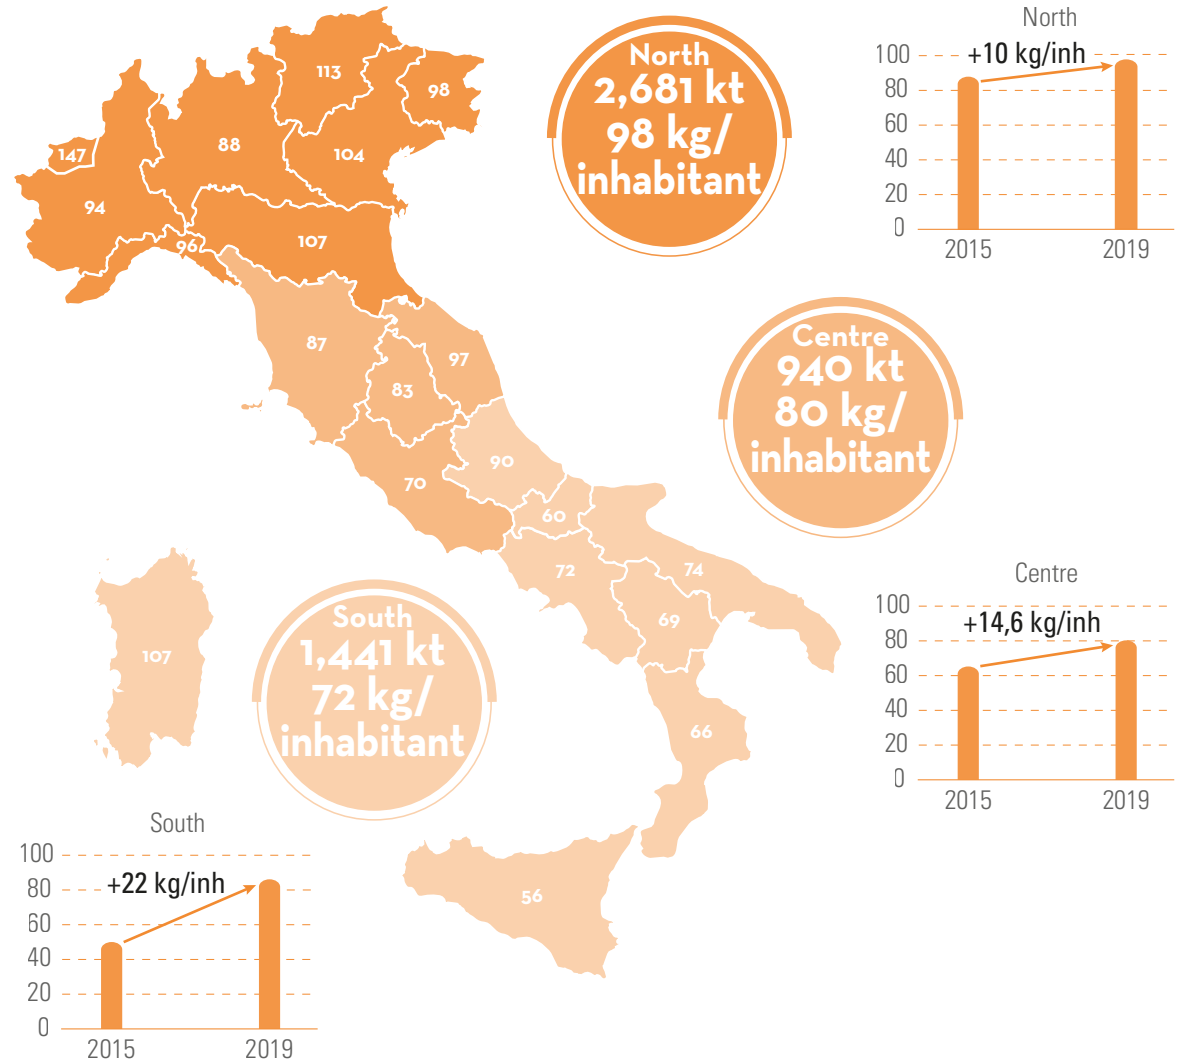 North
2,681 kt
98 kg/
inhabitant
North
100
80
60
40
20
0
+10 kg/inh
2015
2019
113
98
147
88
104
94
96
107
87
97
83
90
70
60
72
74
69
107
66
56
Centre
940 kt
80 kg/
inhabitant
Centre
100
80
60
40
20
0
+14,6 kg/inh
2015
2019
South
1,441 kt
72 kg/
inhabitant
South
100
80
60
40
20
0
+22 kg/inh
2015
2019